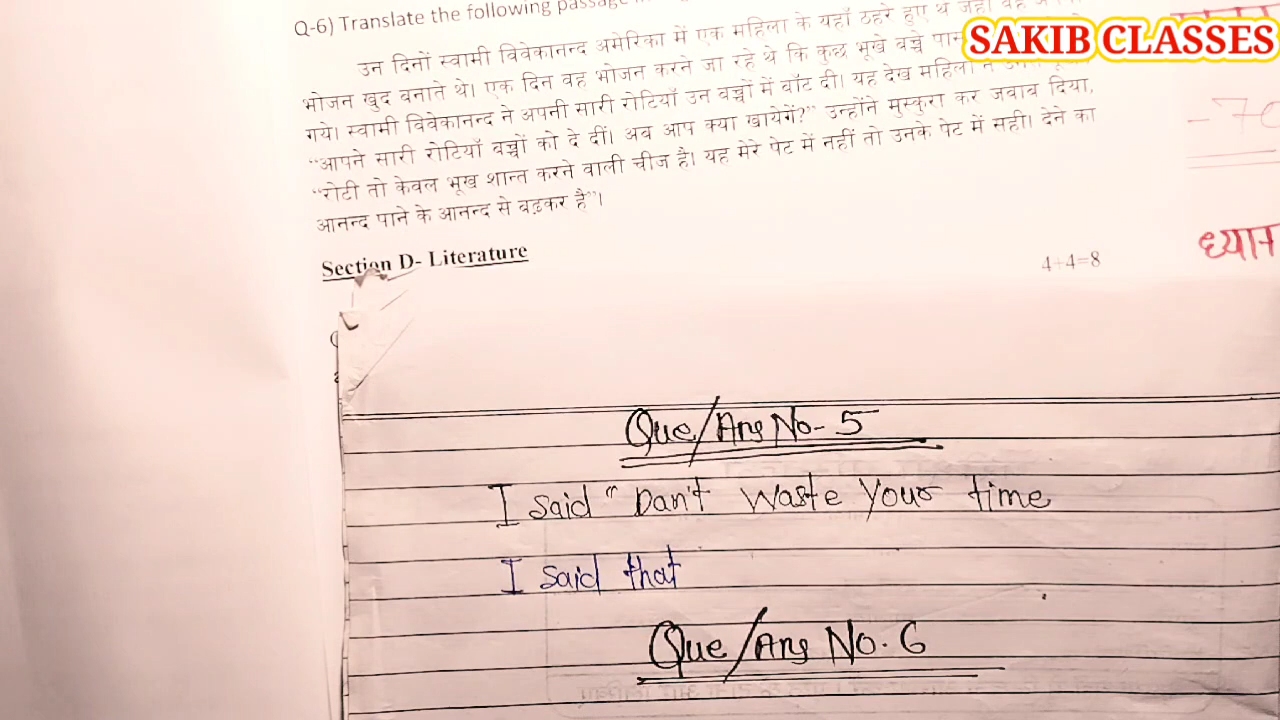 Q-6) Translate the following passage
उन दिनों स्वामी विवेकानन्द अमेरिका में एक महिला के यहाँ ठहरे हुए थे जहाँ वह
SAKIB CLASSES
भोजन खुद बनाते थे। एक दिन वह भोजन करने जा रहे थे कि कुछ भूखे बच्चे पास
गये। स्वामी विवेकानन्द ने अपनी सारी रोटियाँ उन बच्चों में बाँट दी। यह देख महिला ने
“आपने सारी रोटियाँ बच्चों को दे दीं। अब आप क्या खायेगें?” उन्होंने मुस्कुरा कर जवाब दिया,
“रोटी तो केवल भूख शान्त करने वाली चीज है। यह मेरे पेट में नहीं तो उनके पेट में सही। देने का
आनन्द पाने के आनन्द से बढ़कर है”।
- 70
ध्यान
Section D- Literature
4+4=8
Que/Ans No- 5
I said " Dan't waste your time
I said that
Que/Ans No. 6